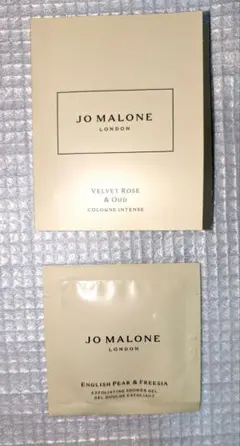 JO MALONE
LONDON
VELVET ROSE
& OUD
COLOGNE INTENSE
JO MALONE
LONDON
ENGLISH PEAR & FREESIA
EXFOLIATING SHOWER GEL
GEL DOUCHE EXFOLIANT